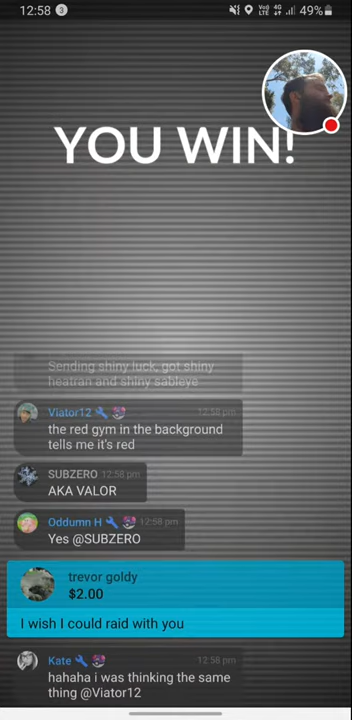 12:58 3 49%
YOU WIN!
Sending shiny luck, got shiny
heatran and shiny sableye
Viator12 12:58 pm
the red gym in the background
tells me it's red
SUBZERO 12:58 pm
AKA VALOR
Oddumn H 12:58 pm
Yes @SUBZERO
trevor goldy
$2.00
I wish I could raid with you
Kate 12:58 pm
hahaha i was thinking the same
thing @Viator12